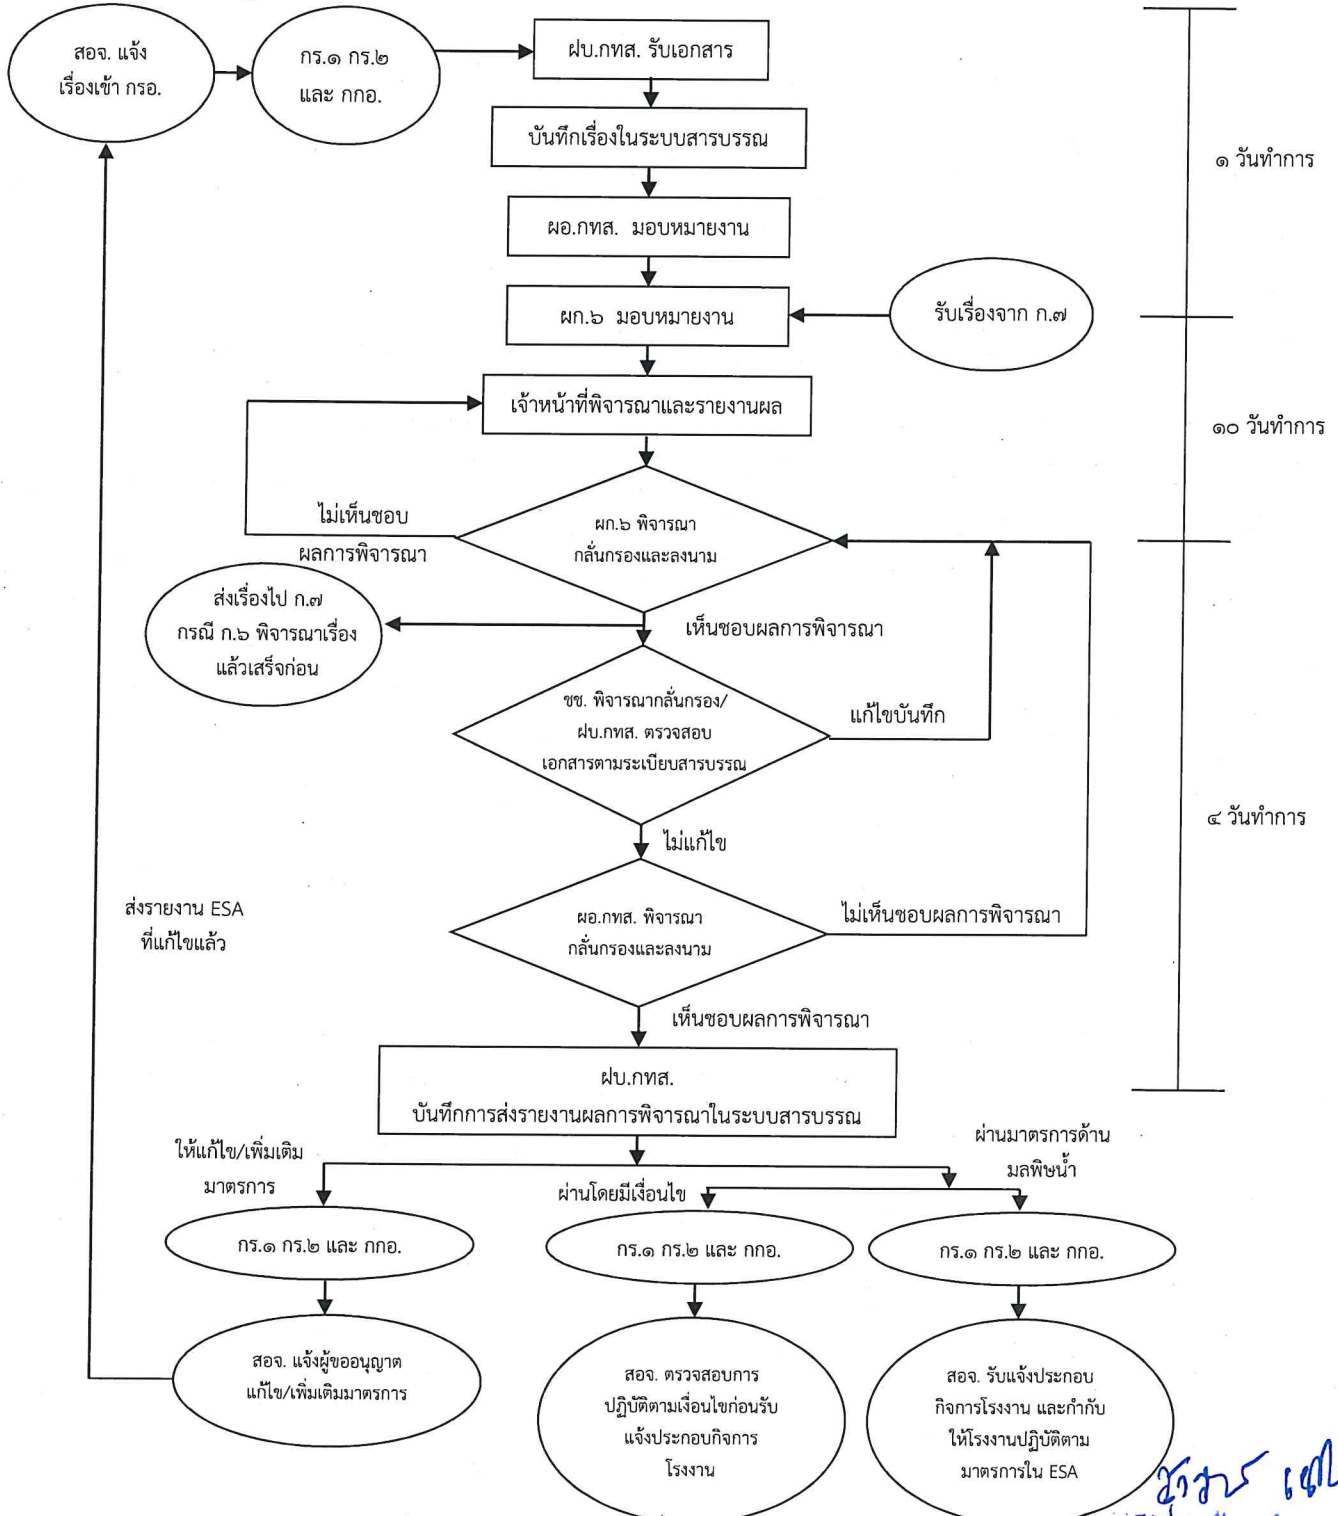 สอจ. แจ้ง
เรื่องเข้า กรอ.
กร.๑ กร.๒
และ กกอ.
ฝบ.กทส. รับเอกสาร
บันทึกเรื่องในระบบสารบรรณ
๑ วันทำการ
ผอ.กทส. มอบหมายงาน
ผก.๖ มอบหมายงาน
รับเรื่องจาก ก.๗
เจ้าหน้าที่พิจารณาและรายงานผล
๑๐ วันทำการ
ไม่เห็นชอบ
ผลการพิจารณา
ผก.๖ พิจารณา
กลั่นกรองและลงนาม
ส่งเรื่องไป ก.๗
กรณี ก.๖ พิจารณาเรื่อง
แล้วเสร็จก่อน
เห็นชอบผลการพิจารณา
ชช. พิจารณากลั่นกรอง/
ฝบ.กทส. ตรวจสอบ
เอกสารตามระเบียบสารบรรณ
แก้ไขบันทึก
๔ วันทำการ
ไม่แก้ไข
ส่งรายงาน ESA
ที่แก้ไขแล้ว
ผอ.กทส. พิจารณา
กลั่นกรองและลงนาม
ไม่เห็นชอบผลการพิจารณา
เห็นชอบผลการพิจารณา
ฝบ.กทส.
บันทึกการส่งรายงานผลการพิจารณาในระบบสารบรรณ
ให้แก้ไข/เพิ่มเติม
มาตรการ
ผ่านโดยมีเงื่อนไข
ผ่านมาตรการด้าน
มลพิษน้ำ
กร.๑ กร.๒ และ กกอ.
กร.๑ กร.๒ และ กกอ.
กร.๑ กร.๒ และ กกอ.
สอจ. แจ้งผู้ขออนุญาต
แก้ไข/เพิ่มเติมมาตรการ
สอจ. ตรวจสอบการ
ปฏิบัติตามเงื่อนไขก่อนรับ
แจ้งประกอบกิจการ
โรงงาน
สอจ. รับแจ้งประกอบ
กิจการโรงงาน และกำกับ
ให้โรงงานปฏิบัติตาม
มาตรการใน ESA